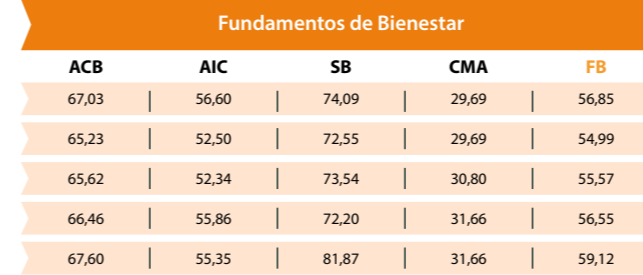 Fundamentos de Bienestar
ACB AIC SB CMA FB
67,03 | 56,60 | 74,09 | 29,69 | 56,85
65,23 | 52,50 | 72,55 | 29,69 | 54,99
65,62 | 52,34 | 73,54 | 30,80 | 55,57
66,46 | 55,86 | 72,20 | 31,66 | 56,55
67,60 | 55,35 | 81,87 | 31,66 | 59,12